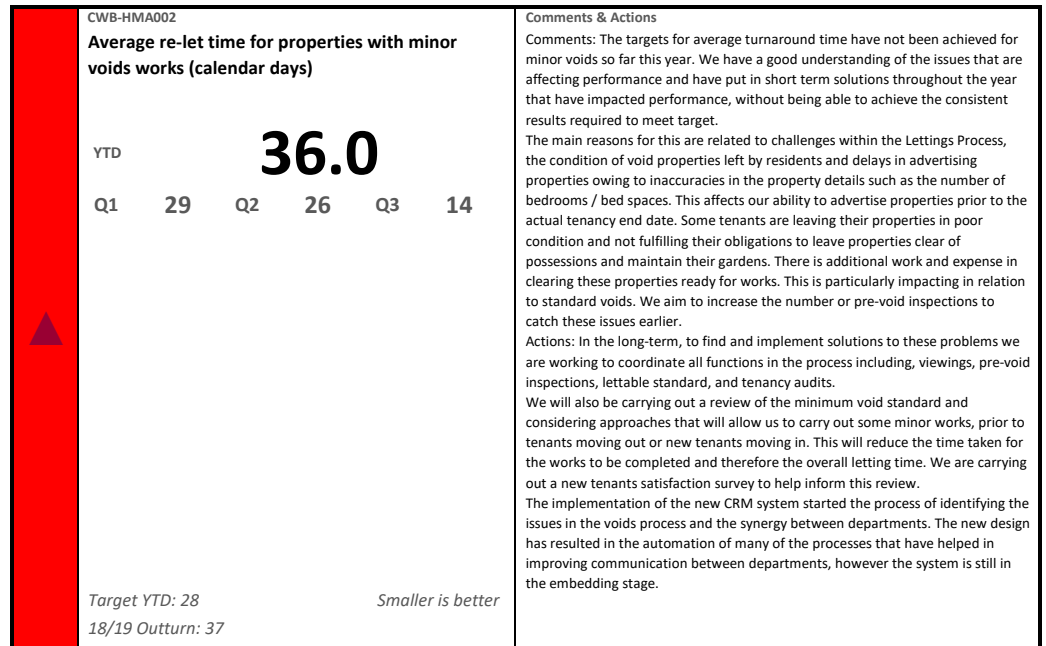 CWB-HMA002
Average re-let time for properties with minor
voids works (calendar days)
YTD 36.0
Q1 29 Q2 26 Q3 14
Target YTD: 28 Smaller is better
18/19 Outturn: 37
Comments & Actions
Comments: The targets for average turnaround time have not been achieved for
minor voids so far this year. We have a good understanding of the issues that are
affecting performance and have put in short term solutions throughout the year
that have impacted performance, without being able to achieve the consistent
results required to meet target.
The main reasons for this are related to challenges within the Lettings Process,
the condition of void properties left by residents and delays in advertising
properties owing to inaccuracies in the property details such as the number of
bedrooms / bed spaces. This affects our ability to advertise properties prior to the
actual tenancy end date. Some tenants are leaving their properties in poor
condition and not fulfilling their obligations to leave properties clear of
possessions and maintain their gardens. There is additional work and expense in
clearing these properties ready for works. This is particularly impacting in relation
to standard voids. We aim to increase the number or pre-void inspections to
catch these issues earlier.
Actions: In the long-term, to find and implement solutions to these problems we
are working to coordinate all functions in the process including, viewings, pre-void
inspections, lettable standard, and tenancy audits.
We will also be carrying out a review of the minimum void standard and
considering approaches that will allow us to carry out some minor works, prior to
tenants moving out or new tenants moving in. This will reduce the time taken for
the works to be completed and therefore the overall letting time. We are carrying
out a new tenants satisfaction survey to help inform this review.
The implementation of the new CRM system started the process of identifying the
issues in the voids process and the synergy between departments. The new design
has resulted in the automation of many of the processes that have helped in
improving communication between departments, however the system is still in
the embedding stage.